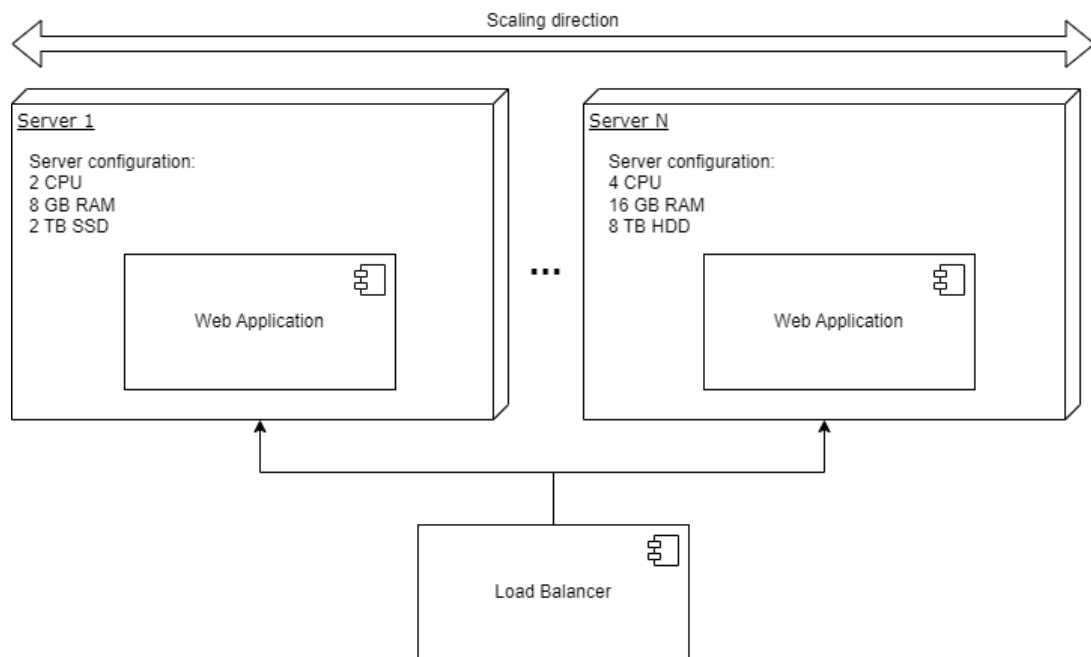 Scaling direction
Server 1
Server configuration:
2 CPU
8 GB RAM
2 TB SSD
Web Application
...
Server N
Server configuration:
4 CPU
16 GB RAM
8 TB HDD
Web Application
Load Balancer